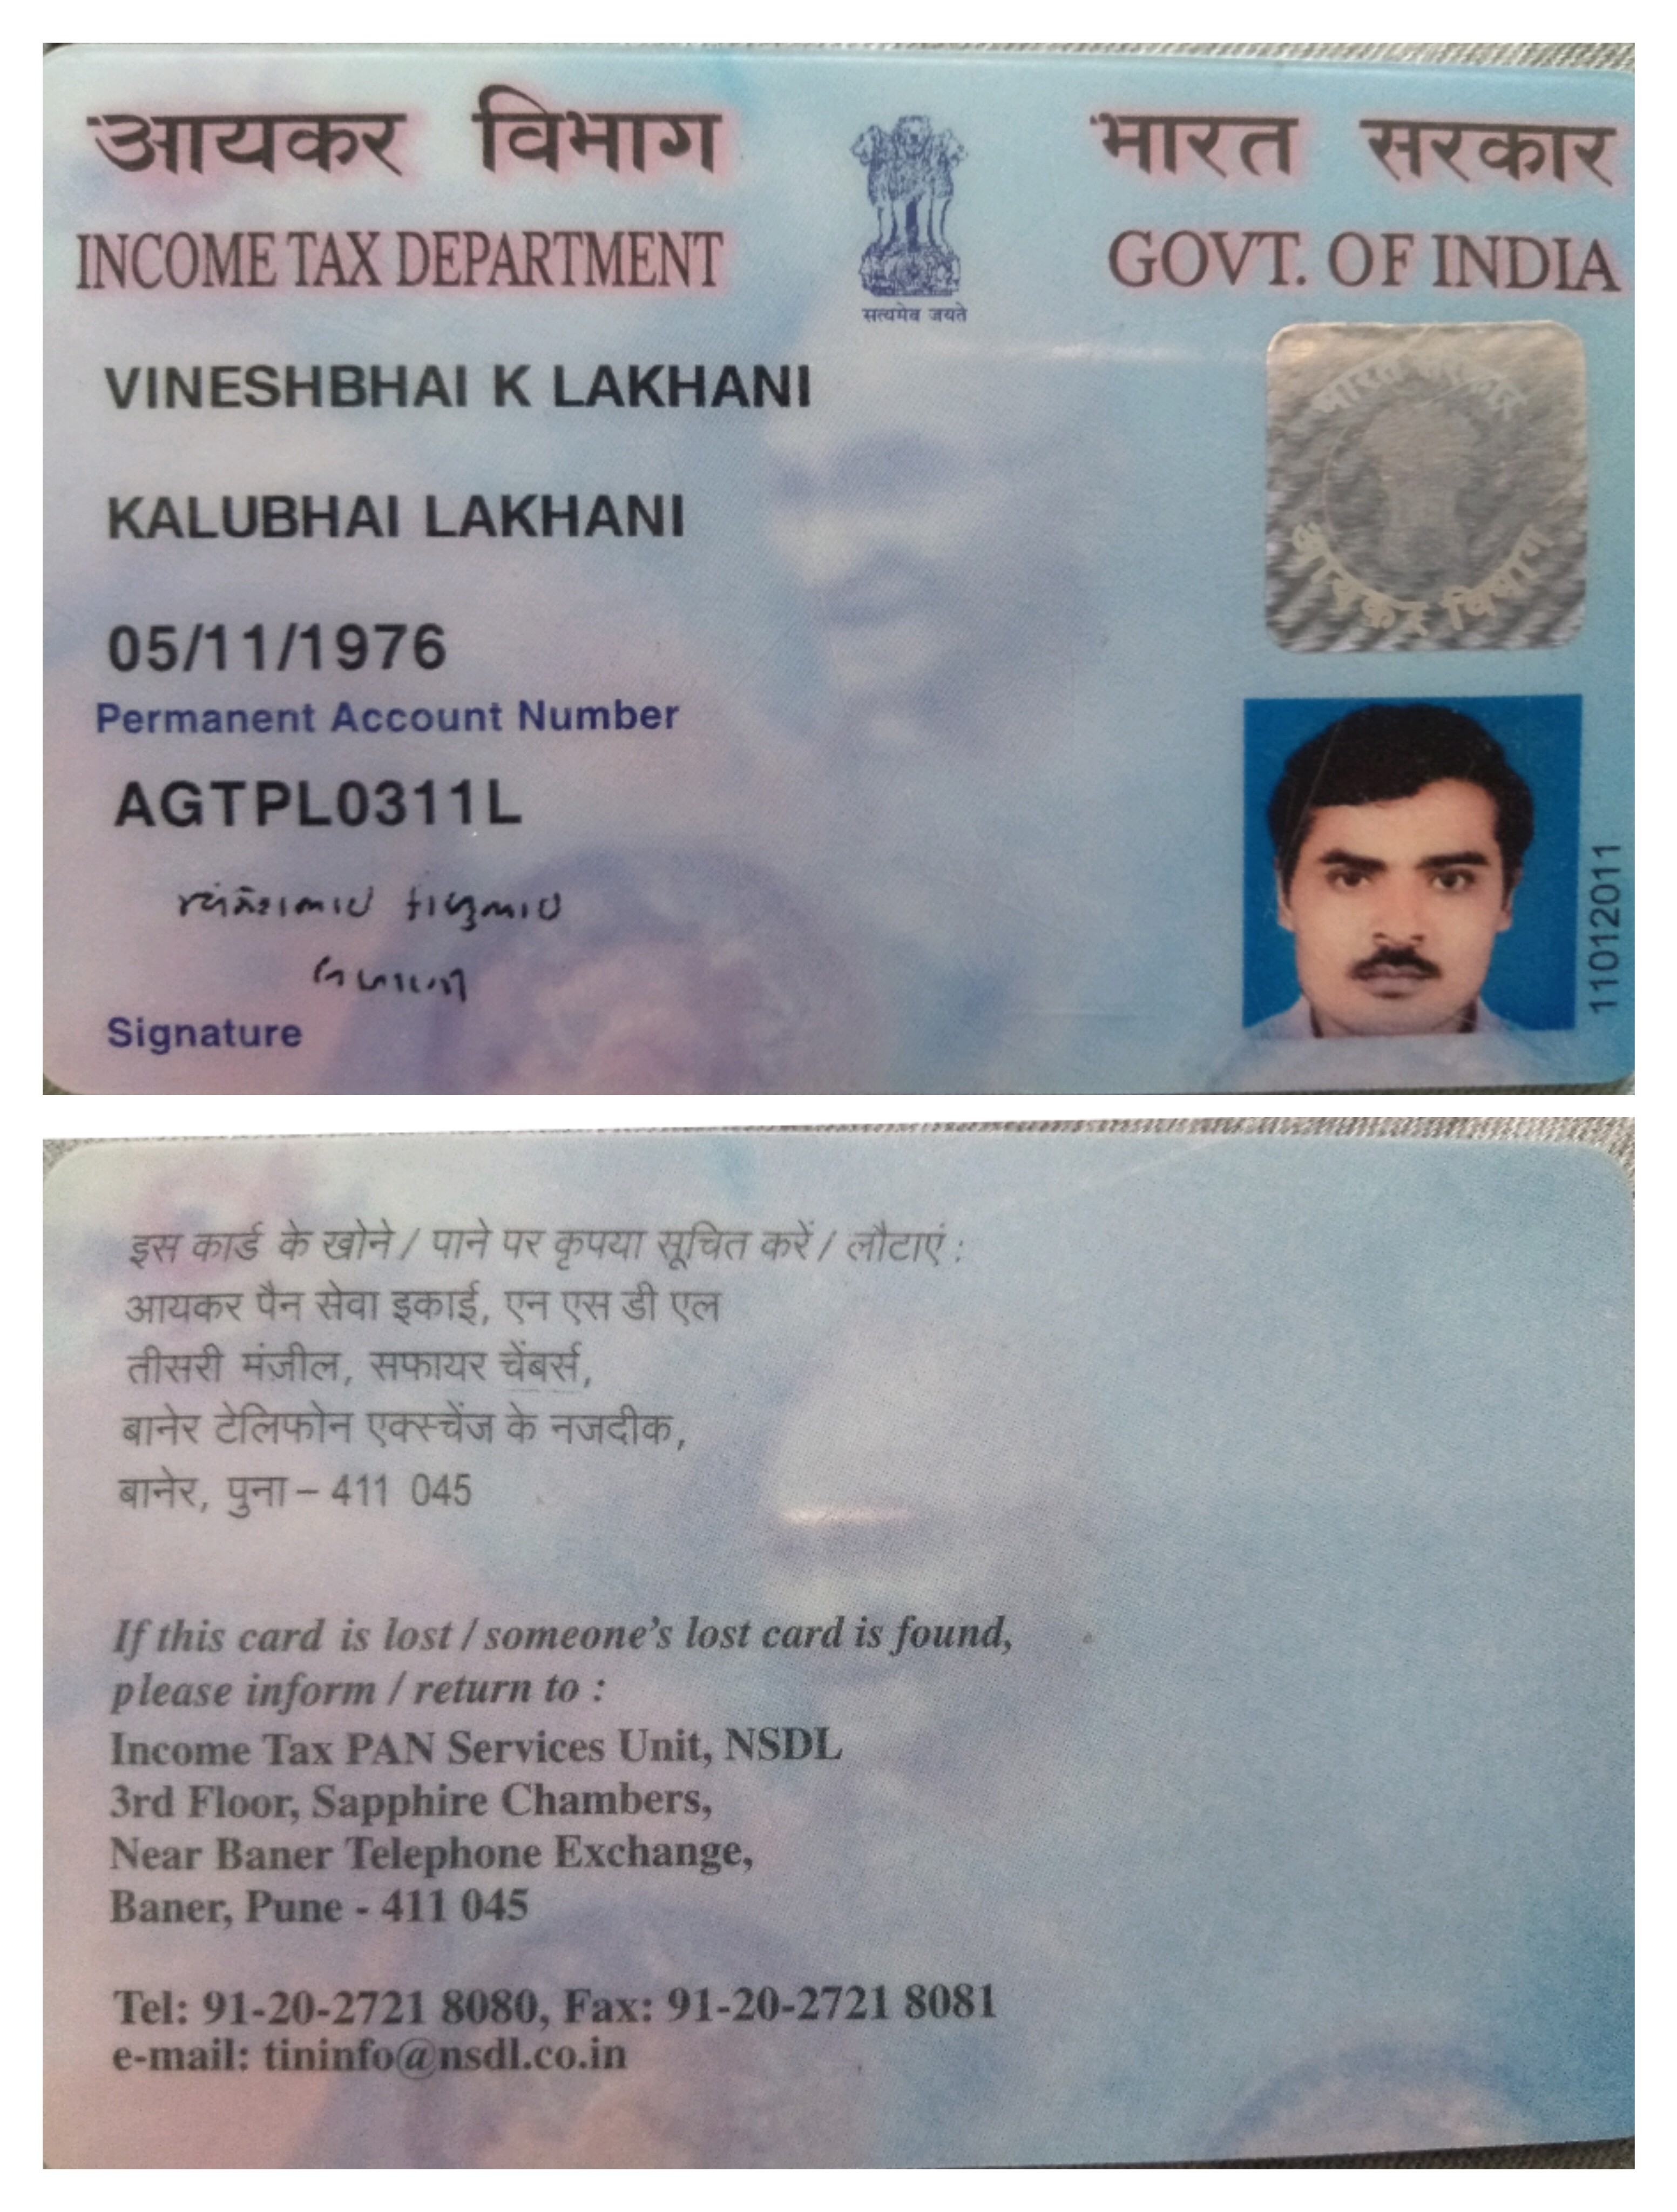 आयकर विभाग
भारत सरकार
INCOME TAX DEPARTMENT
GOVT. OF INDIA
सत्यमेव जयते
VINESHBHAI K LAKHANI
भारत सरकार
आयकर विभाग
KALUBHAI LAKHANI
05/11/1976
Permanent Account Number
AGTPL0311L
11012011
Signature
इस कार्ड के खोने / पाने पर कृपया सूचित करें / लौटाएं :
आयकर पैन सेवा इकाई, एन एस डी एल
तीसरी मंज़ील, सफायर चेंबर्स,
बानेर टेलिफोन एक्स्चेंज के नजदीक,
बानेर, पुना – 411 045
If this card is lost / someone's lost card is found,
please inform / return to :
Income Tax PAN Services Unit, NSDL
3rd Floor, Sapphire Chambers,
Near Baner Telephone Exchange,
Baner, Pune - 411 045
Tel: 91-20-2721 8080, Fax: 91-20-2721 8081
e-mail: tininfo@nsdl.co.in